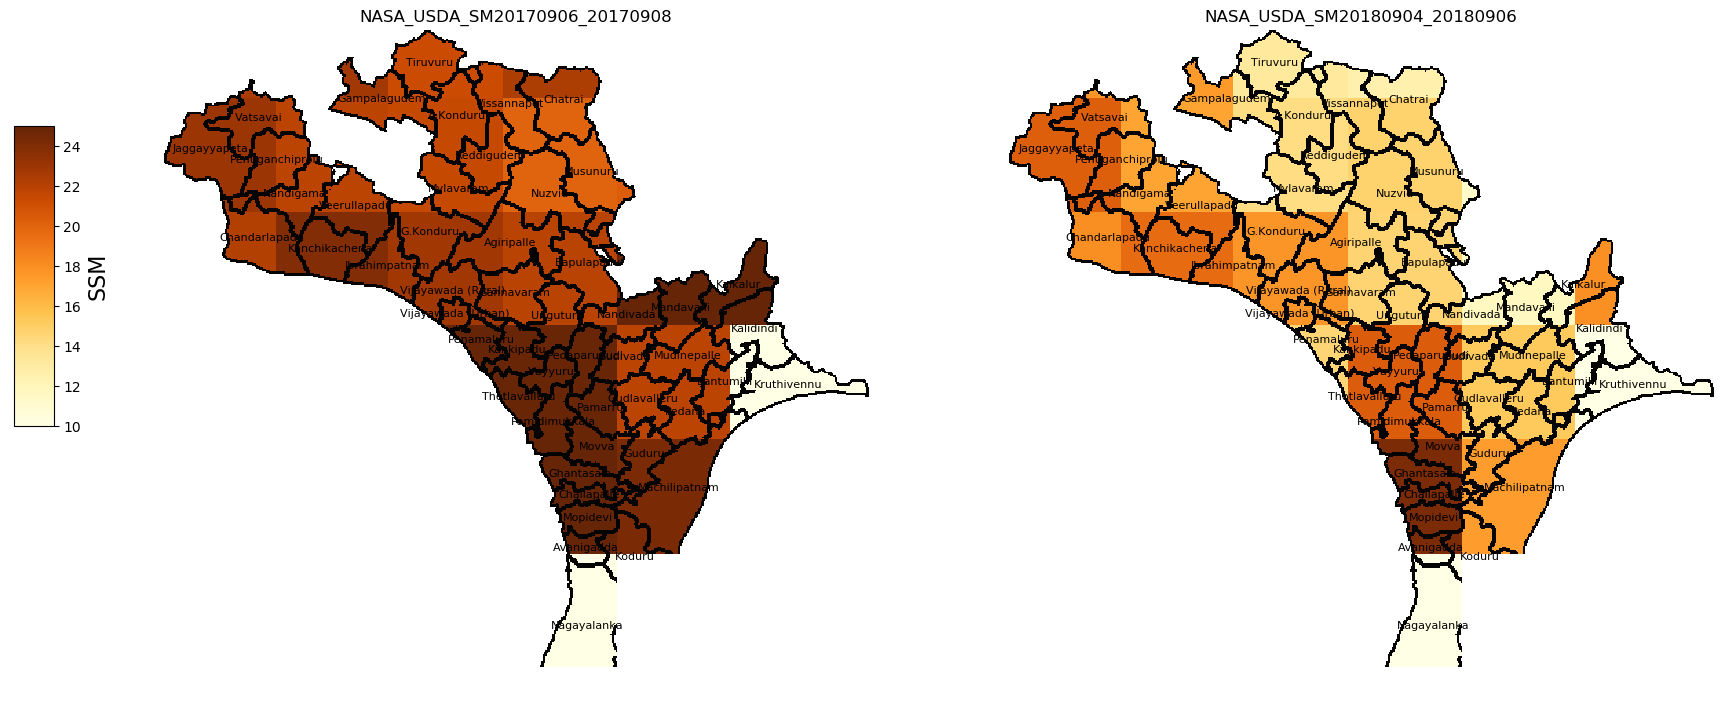 NASA_USDA_SM20170906_20170908
Tiruvuru
Gampalagudem
Vissannapet
Chatrai
A.Konduru
Vatsavai
Jaggayyapeta
Penuganchiprolu
Reddigudem
Musunuru
Nandigama
Mylavaram
Nuzvid
Veerullapadu
Chandarlapadu
Kanchikacherla
G.Konduru
Agiripalle
Ibrahimpatnam
Bapulapadu
Vijayawada (Rural)
Gannavaram
Kaikalur
Mandavalli
Vijayawada (Urban)
Unguturu
Nandivada
Kalidindi
Penamaluru
Kankipadu
Pedaparupudi
Gudivada
Mudinepalle
Vuyyuru
Bantumilli
Kruthivennu
Thotlavalluru
Pamarru
Gudlavalleru
Pedana
Pamidimukkala
Movva
Guduru
Ghantasala
Challapalle
Machilipatnam
Mopidevi
Avanigadda
Koduru
Nagayalanka
24
22
20
18
16
14
12
10
SSM
NASA_USDA_SM20180904_20180906
Tiruvuru
Gampalagudem
Vissannapet
Chatrai
A.Konduru
Vatsavai
Jaggayyapeta
Penuganchiprolu
Reddigudem
Musunuru
Nandigama
Mylavaram
Nuzvid
Veerullapadu
Chandarlapadu
Kanchikacherla
G.Konduru
Agiripalle
Ibrahimpatnam
Bapulapadu
Vijayawada (Rural)
Gannavaram
Kaikalur
Mandavalli
Vijayawada (Urban)
Unguturu
Nandivada
Kalidindi
Penamaluru
Kankipadu
Pedaparupudi
Gudivada
Mudinepalle
Vuyyuru
Bantumilli
Kruthivennu
Thotlavalluru
Pamarru
Gudlavalleru
Pedana
Pamidimukkala
Movva
Guduru
Ghantasala
Challapalle
Machilipatnam
Mopidevi
Avanigadda
Koduru
Nagayalanka